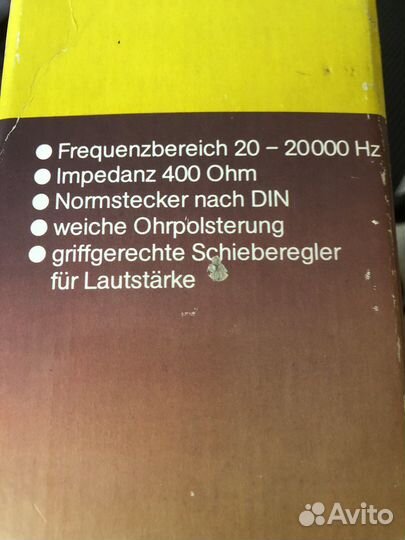 ● Frequenzbereich 20 – 20000 Hz
● Impedanz 400 Ohm
● Normstecker nach DIN
● weiche Ohrpolsterung
● griffgerechte Schieberegler
für Lautstärke
Avito